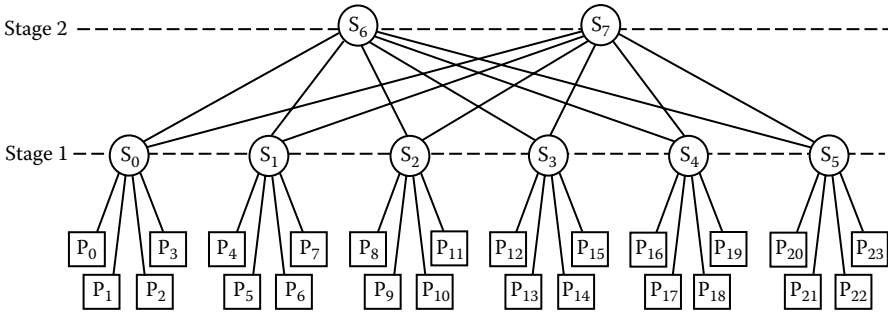 Stage 2 S6 S7
Stage 1 S0 S1 S2 S3 S4 S5
P0 P3 P4 P7 P8 P11 P12 P15 P16 P19 P20 P23
P1 P2 P5 P6 P9 P10 P13 P14 P17 P18 P21 P22